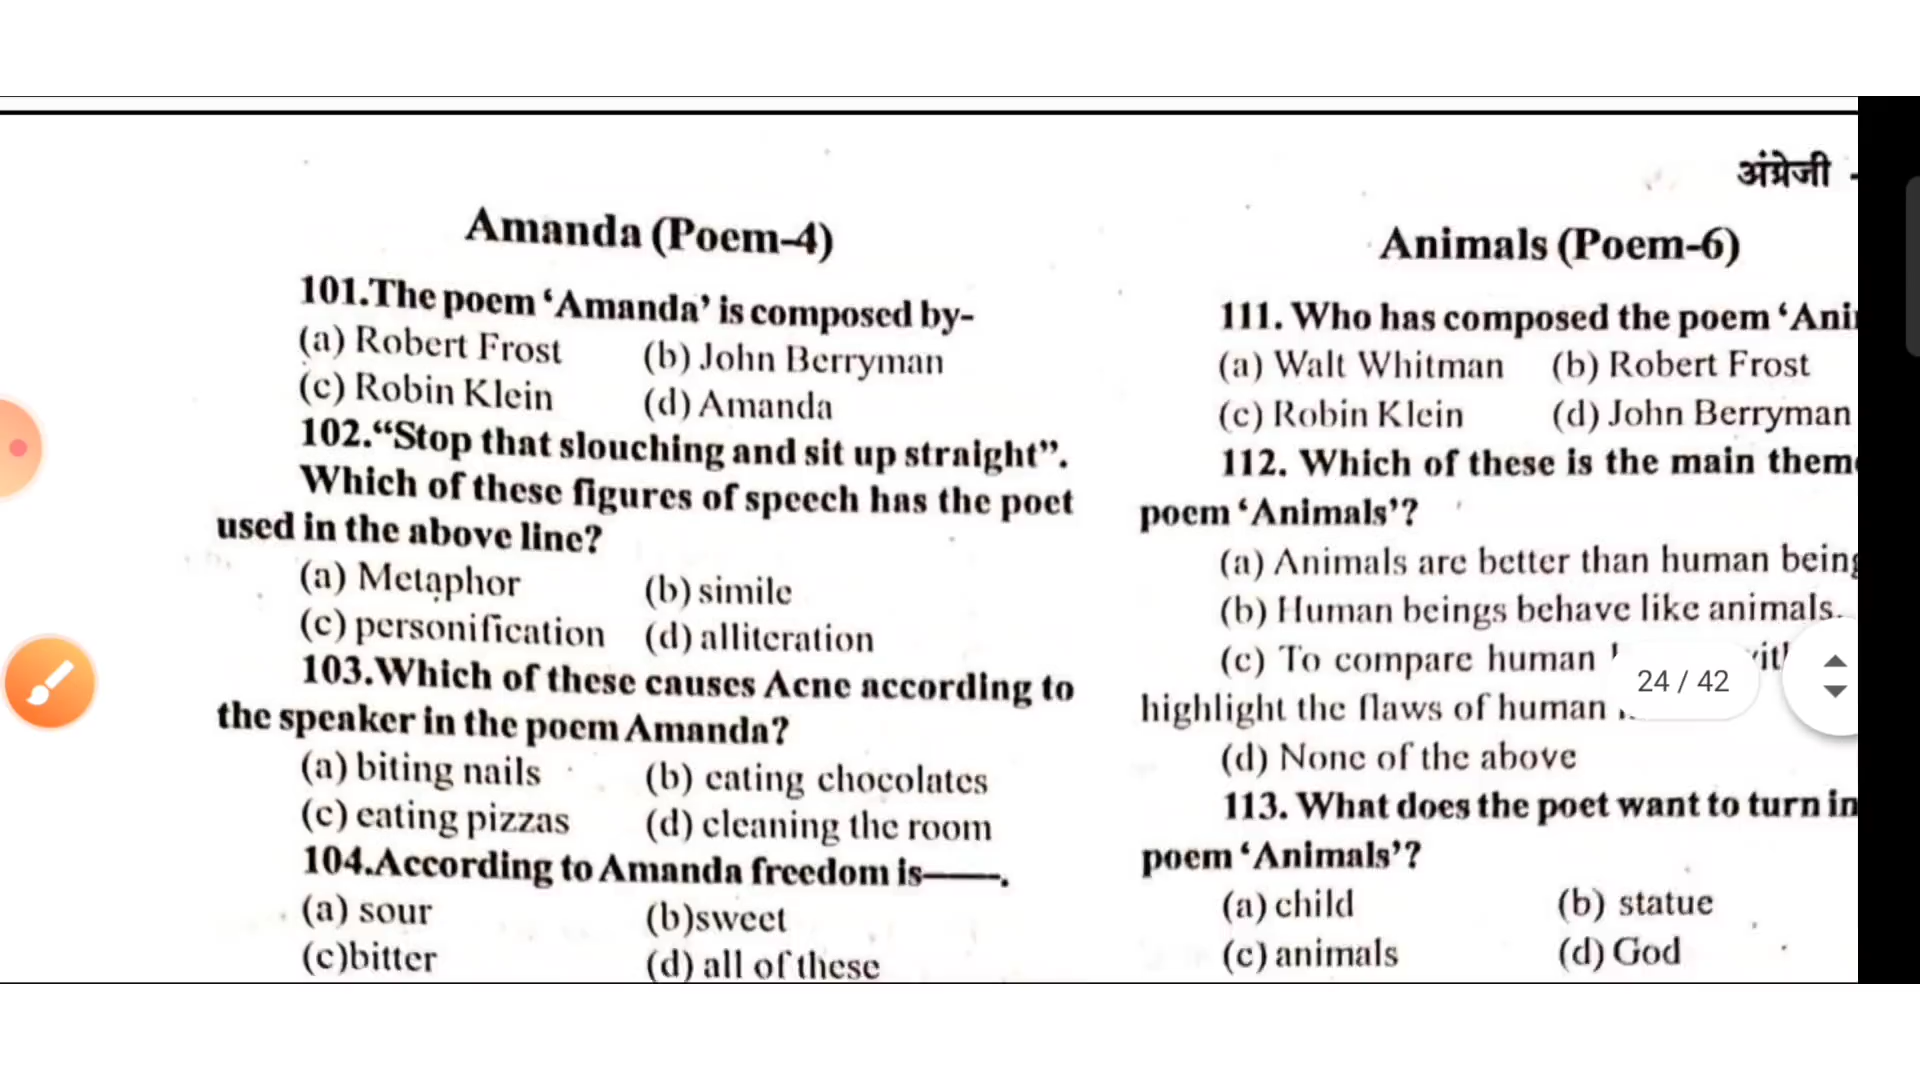 अंग्रेजी -
Amanda (Poem-4)
101.The poem ‘Amanda’ is composed by-
(a) Robert Frost (b) John Berryman
(c) Robin Klein (d) Amanda
102.“Stop that slouching and sit up straight”.
Which of these figures of speech has the poet
used in the above line?
(a) Metaphor (b) simile
(c) personification (d) alliteration
103.Which of these causes Acne according to
the speaker in the poem Amanda?
(a) biting nails (b) eating chocolates
(c) eating pizzas (d) cleaning the room
104.According to Amanda freedom is——.
(a) sour (b)sweet
(c)bitter (d) all of these
Animals (Poem-6)
111. Who has composed the poem ‘Ani
(a) Walt Whitman (b) Robert Frost
(c) Robin Klein (d) John Berryman
112. Which of these is the main them
poem ‘Animals’?
(a) Animals are better than human being
(b) Human beings behave like animals.
(c) To compare human
highlight the flaws of human
(d) None of the above
113. What does the poet want to turn in
poem ‘Animals’?
(a) child (b) statue
(c) animals (d) God
24 / 42